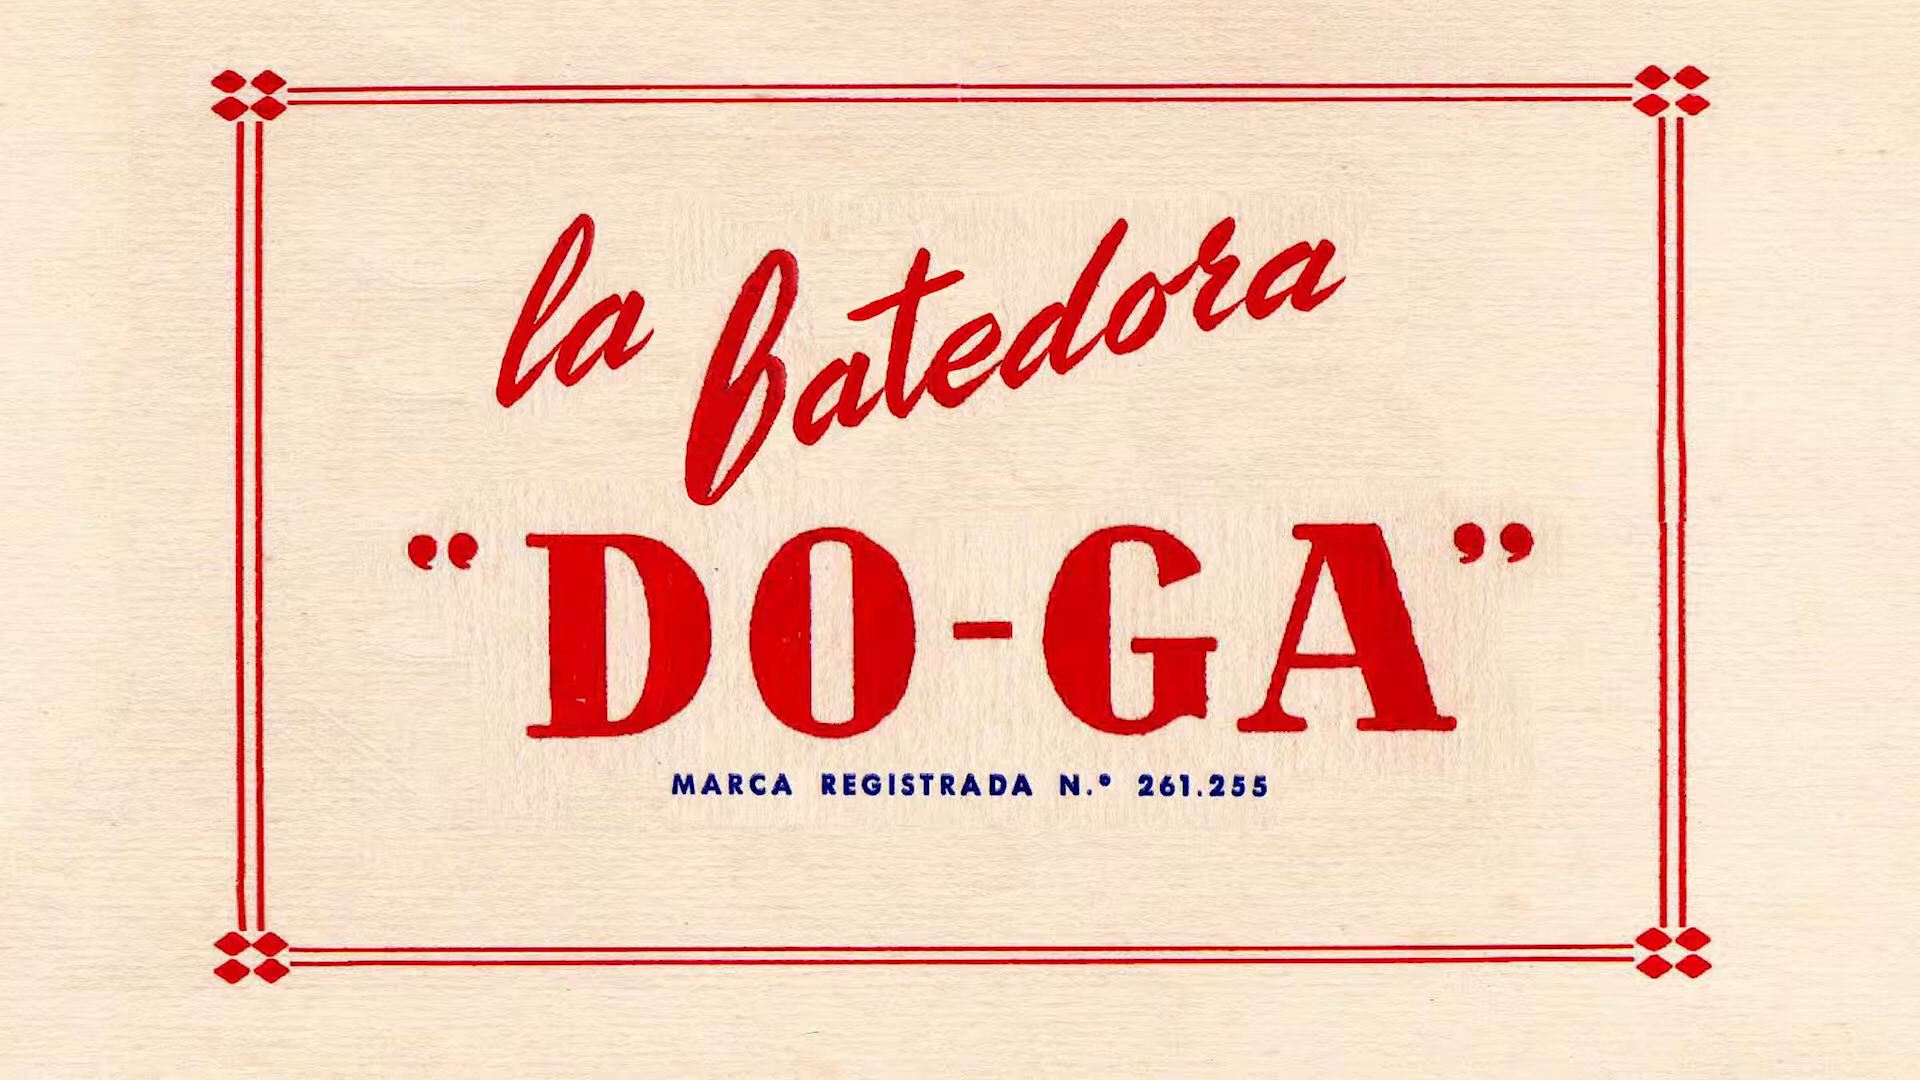 la batedora
“DO-GA”
MARCA REGISTRADA N.º 261.255